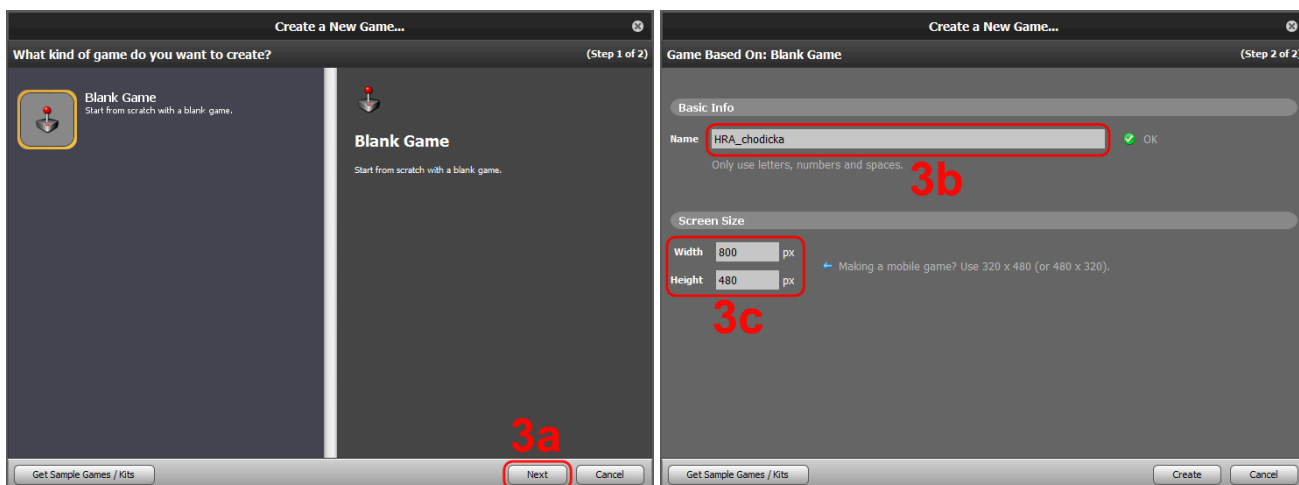 Create a New Game...
What kind of game do you want to create? (Step 1 of 2)
Blank Game
Start from scratch with a blank game.
Blank Game
Start from scratch with a blank game.
3a
Get Sample Games / Kits Next Cancel
Create a New Game...
Game Based On: Blank Game (Step 2 of 2)
Basic Info
Name HRA_chodicka OK
Only use letters, numbers and spaces.
3b
Screen Size
Width 800 px
Making a mobile game? Use 320 x 480 (or 480 x 320).
Height 480 px
3c
Get Sample Games / Kits Create Cancel